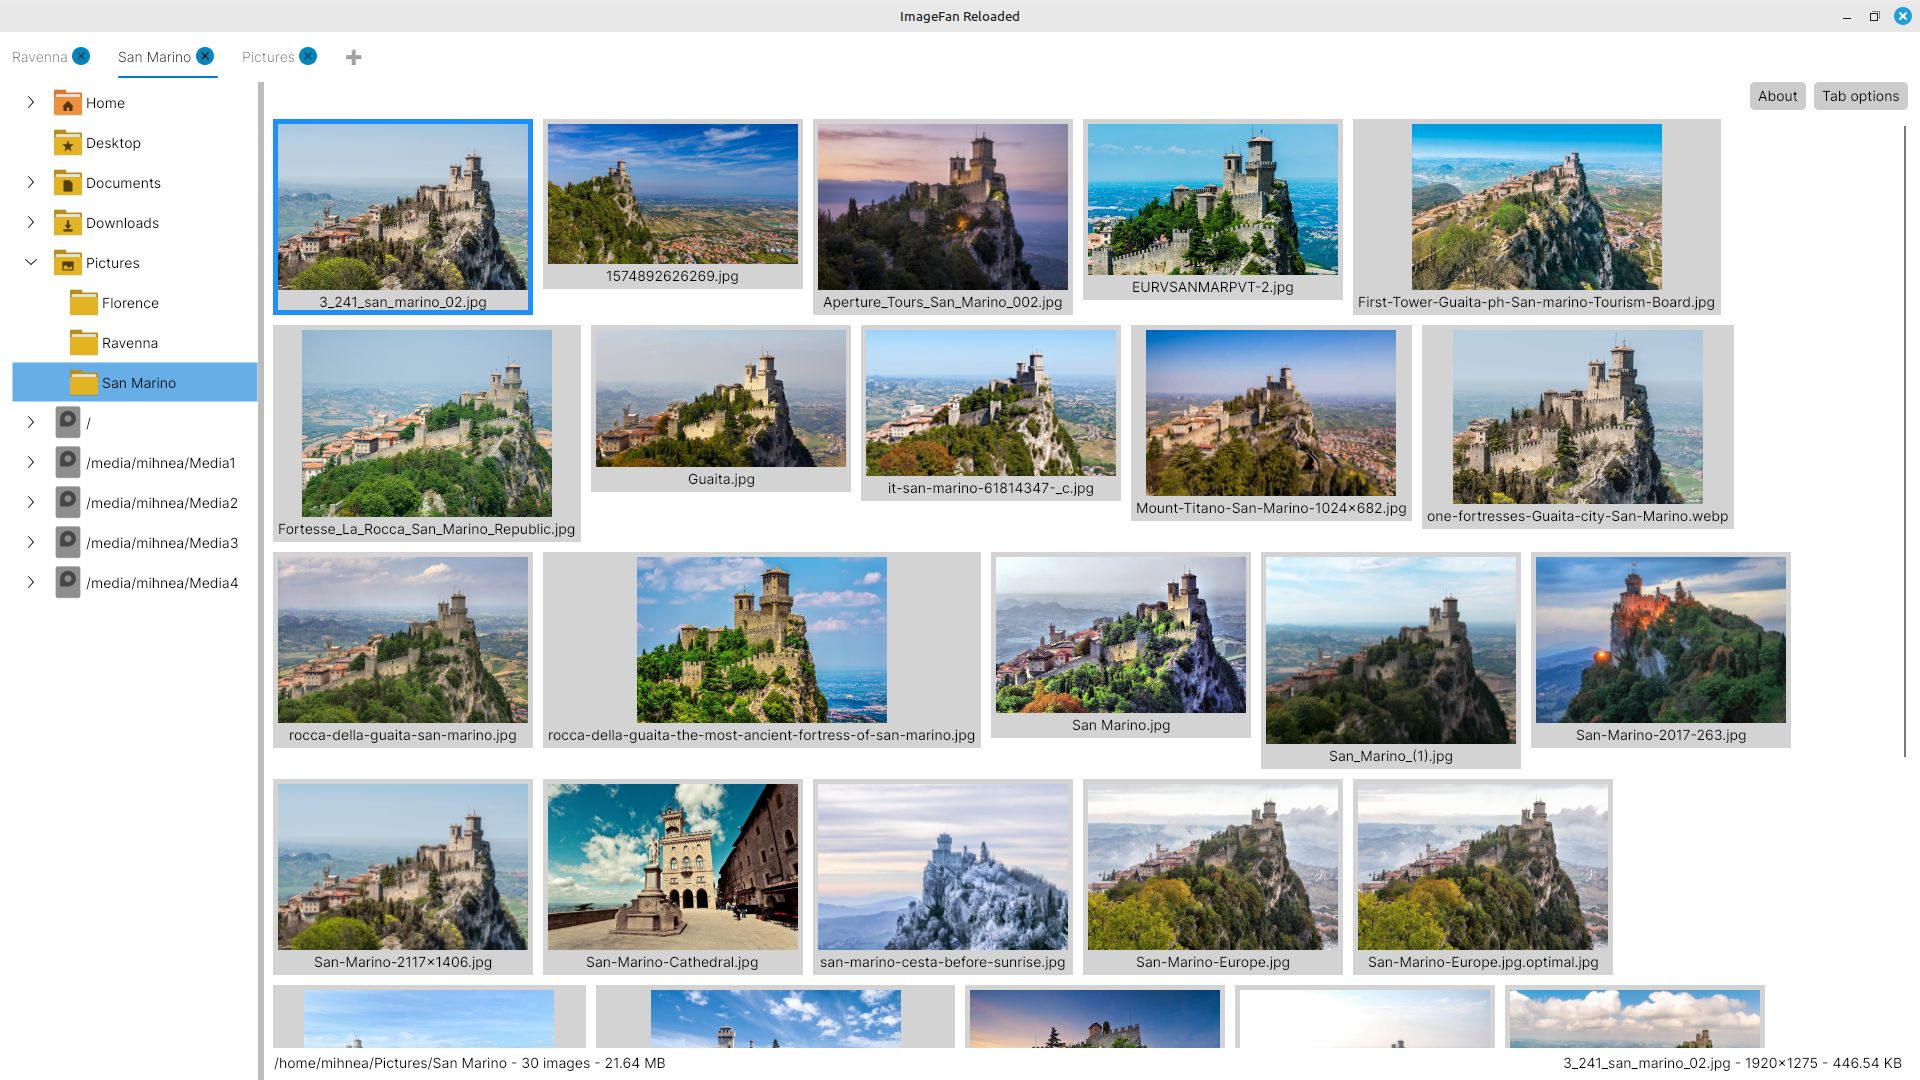 ImageFan Reloaded
Ravenna
San Marino
Pictures
Home
Desktop
Documents
Downloads
Pictures
Florence
Ravenna
San Marino
/
/media/mihnea/Media1
/media/mihnea/Media2
/media/mihnea/Media3
/media/mihnea/Media4
About
Tab options
3_241_san_marino_02.jpg
1574892626269.jpg
Aperture_Tours_San_Marino_002.jpg
EURVSANMARPVT-2.jpg
First-Tower-Guaita-ph-San-marino-Tourism-Board.jpg
Fortesse_La_Rocca_San_Marino_Republic.jpg
Guaita.jpg
it-san-marino-61814347-_c.jpg
Mount-Titano-San-Marino-1024×682.jpg
one-fortresses-Guaita-city-San-Marino.webp
rocca-della-guaita-san-marino.jpg
rocca-della-guaita-the-most-ancient-fortress-of-san-marino.jpg
San Marino.jpg
San_Marino_(1).jpg
San-Marino-2017-263.jpg
San-Marino-2117×1406.jpg
San-Marino-Cathedral.jpg
san-marino-cesta-before-sunrise.jpg
San-Marino-Europe.jpg
San-Marino-Europe.jpg.optimal.jpg
/home/mihnea/Pictures/San Marino - 30 images - 21.64 MB
3_241_san_marino_02.jpg - 1920×1275 - 446.54 KB